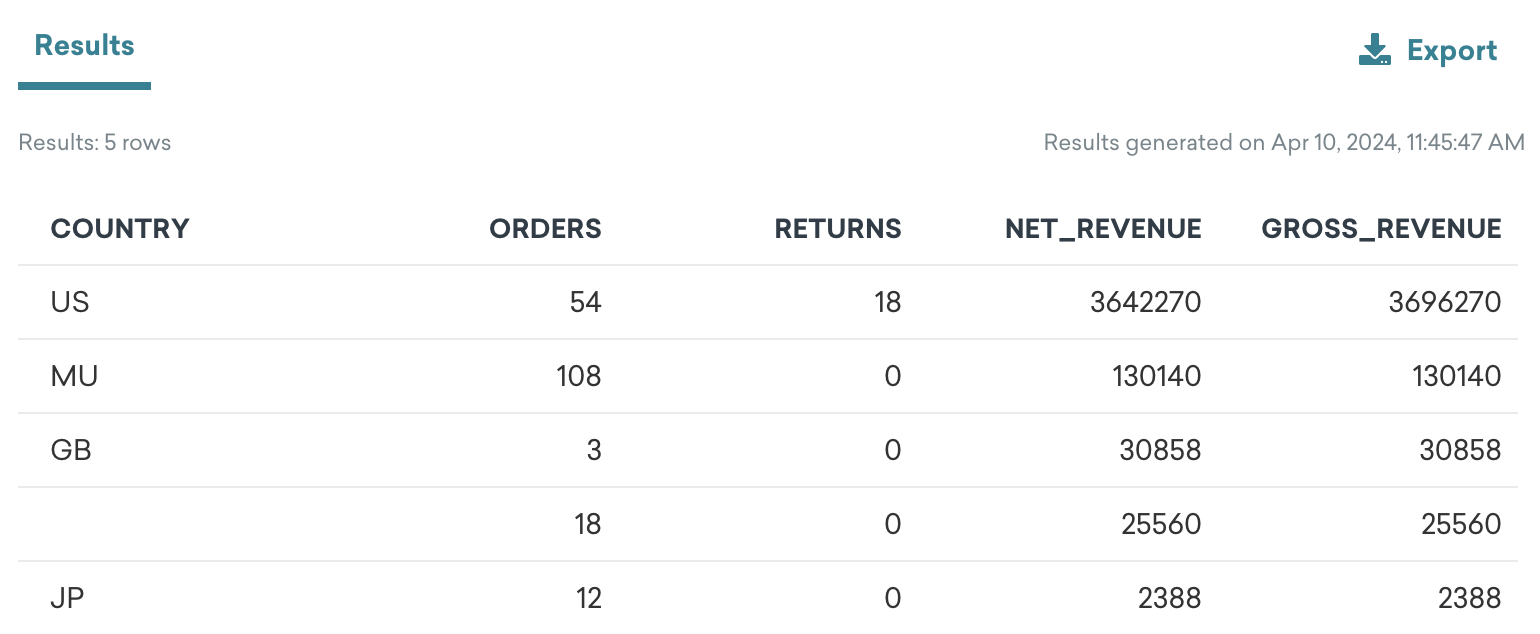 Results
Export
Results: 5 rows
Results generated on Apr 10, 2024, 11:45:47 AM
COUNTRY ORDERS RETURNS NET_REVENUE GROSS_REVENUE
US 54 18 3642270 3696270
MU 108 0 130140 130140
GB 3 0 30858 30858
18 0 25560 25560
JP 12 0 2388 2388